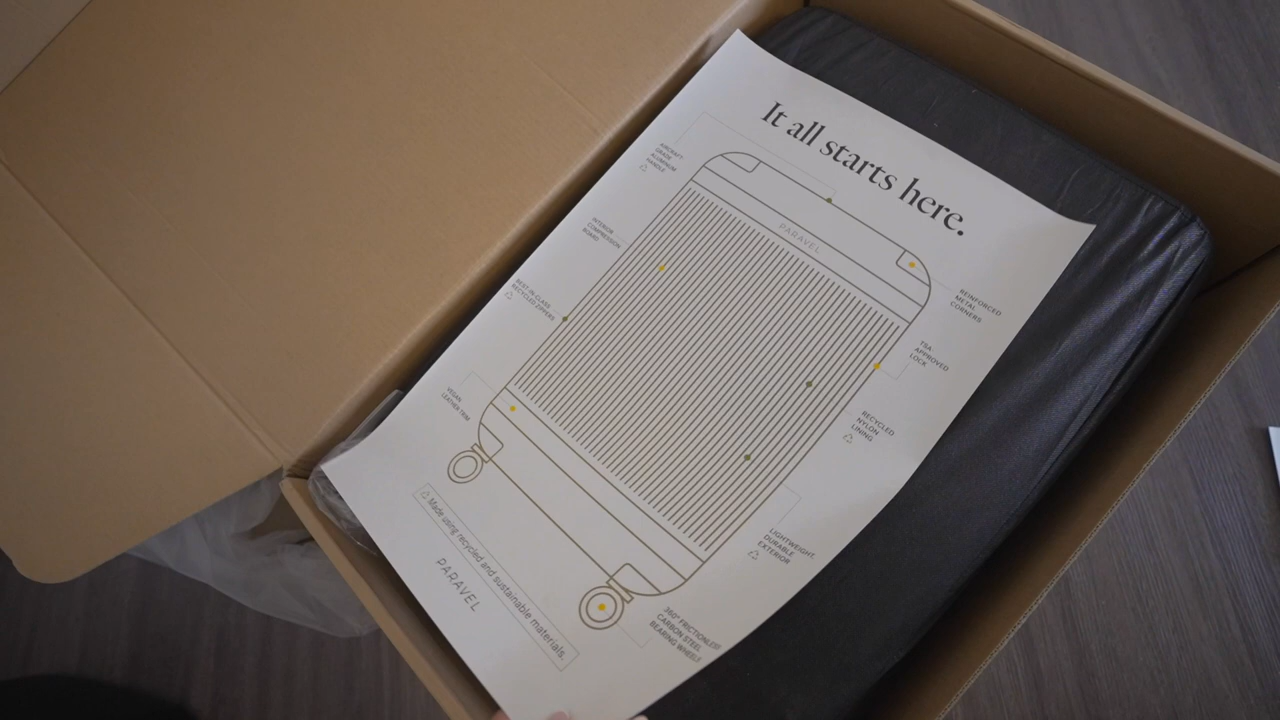 It all starts here.
AIRCRAFT
GRADE
ALUMINUM
HANDLE
INTERIOR
COMPRESSION
BOARD
BEST-IN-CLASS
RECYCLED ZIPPERS
VEGAN
LEATHER TRIM
PARAVEL
REINFORCED
METAL
CORNERS
TSA
APPROVED
LOCK
RECYCLED
NYLON
LINING
LIGHTWEIGHT,
DURABLE
EXTERIOR
360° FRICTIONLESS
CARBON STEEL
BEARING WHEELS
Made using recycled and sustainable materials.
PARAVEL